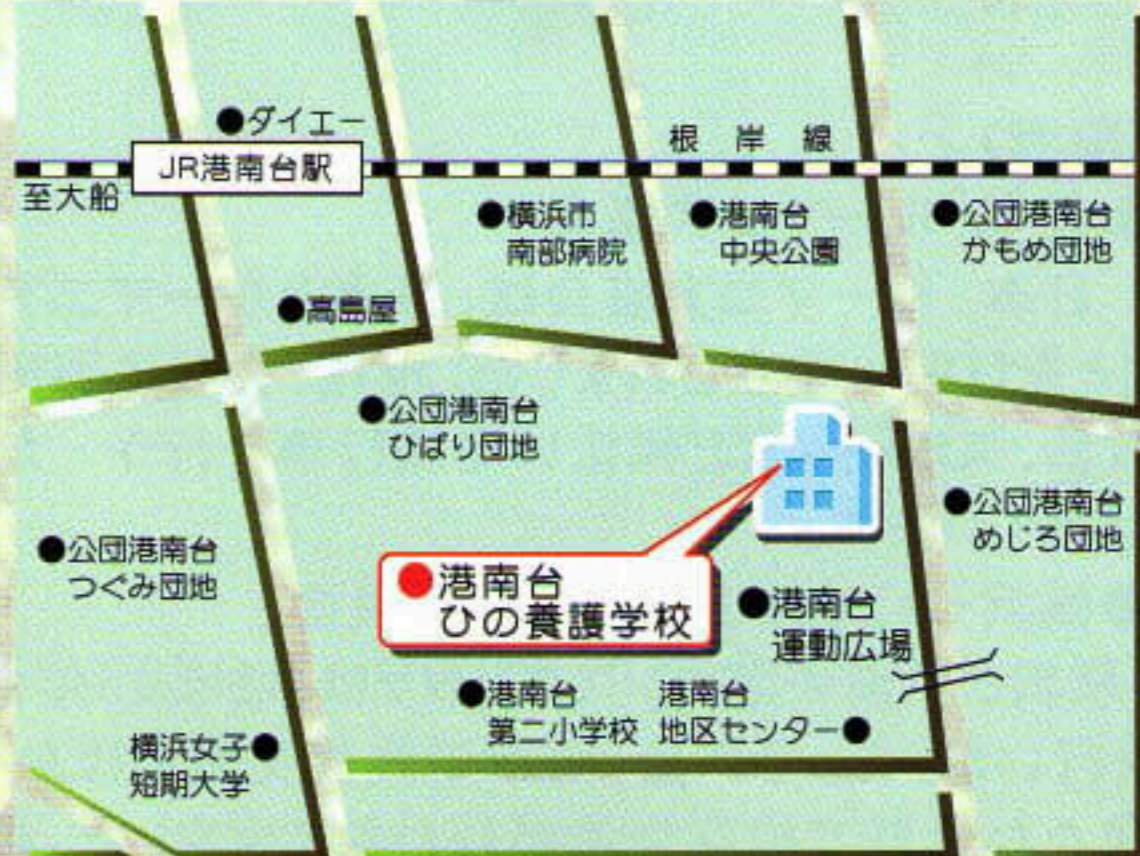 ダイエー
根岸線
JR港南台駅
至大船
横浜市
南部病院
港南台
中央公園
公団港南台
かもめ団地
高島屋
公団港南台
ひばり団地
公団港南台
めじろ団地
公団港南台
つぐみ団地
港南台
ひの養護学校
港南台
運動広場
港南台
第二小学校
港南台
地区センター
横浜女子
短期大学